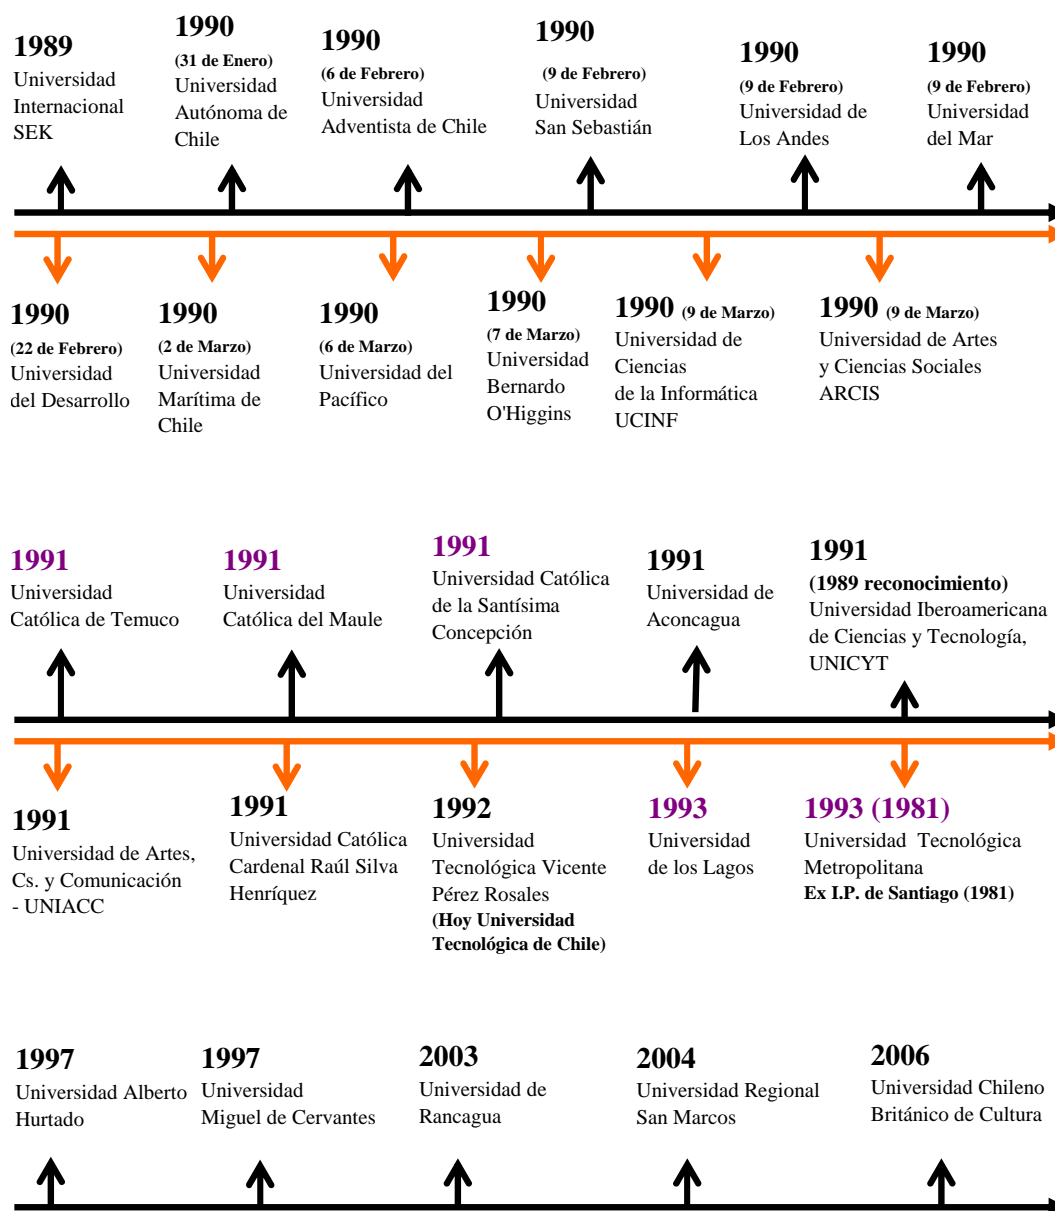 1989
Universidad
Internacional
SEK
1990
(31 de Enero)
Universidad
Autónoma de
Chile
1990
(6 de Febrero)
Universidad
Adventista de Chile
1990
(9 de Febrero)
Universidad
San Sebastián
1990
(9 de Febrero)
Universidad de
Los Andes
1990
(9 de Febrero)
Universidad
del Mar
1990
(22 de Febrero)
Universidad
del Desarrollo
1990
(2 de Marzo)
Universidad
Marítima de
Chile
1990
(6 de Marzo)
Universidad del
Pacífico
1990
(7 de Marzo)
Universidad
Bernardo
O'Higgins
1990 (9 de Marzo)
Universidad de
Ciencias
de la Informática
UCINF
1990 (9 de Marzo)
Universidad de Artes
y Ciencias Sociales
ARCIS
1991
Universidad
Católica de Temuco
1991
Universidad
Católica del Maule
1991
Universidad Católica
de la Santísima
Concepción
1991
Universidad de
Aconcagua
1991
(1989 reconocimiento)
Universidad Iberoamericana
de Ciencias y Tecnología,
UNICYT
1991
Universidad de Artes,
Cs. y Comunicación
- UNIACC
1991
Universidad Católica
Cardenal Raúl Silva
Henríquez
1992
Universidad
Tecnológica Vicente
Pérez Rosales
(Hoy Universidad
Tecnológica de Chile)
1993
Universidad
de los Lagos
1993 (1981)
Universidad Tecnológica
Metropolitana
Ex I.P. de Santiago (1981)
1997
Universidad Alberto
Hurtado
1997
Universidad
Miguel de Cervantes
2003
Universidad de
Rancagua
2004
Universidad Regional
San Marcos
2006
Universidad Chileno
Británico de Cultura